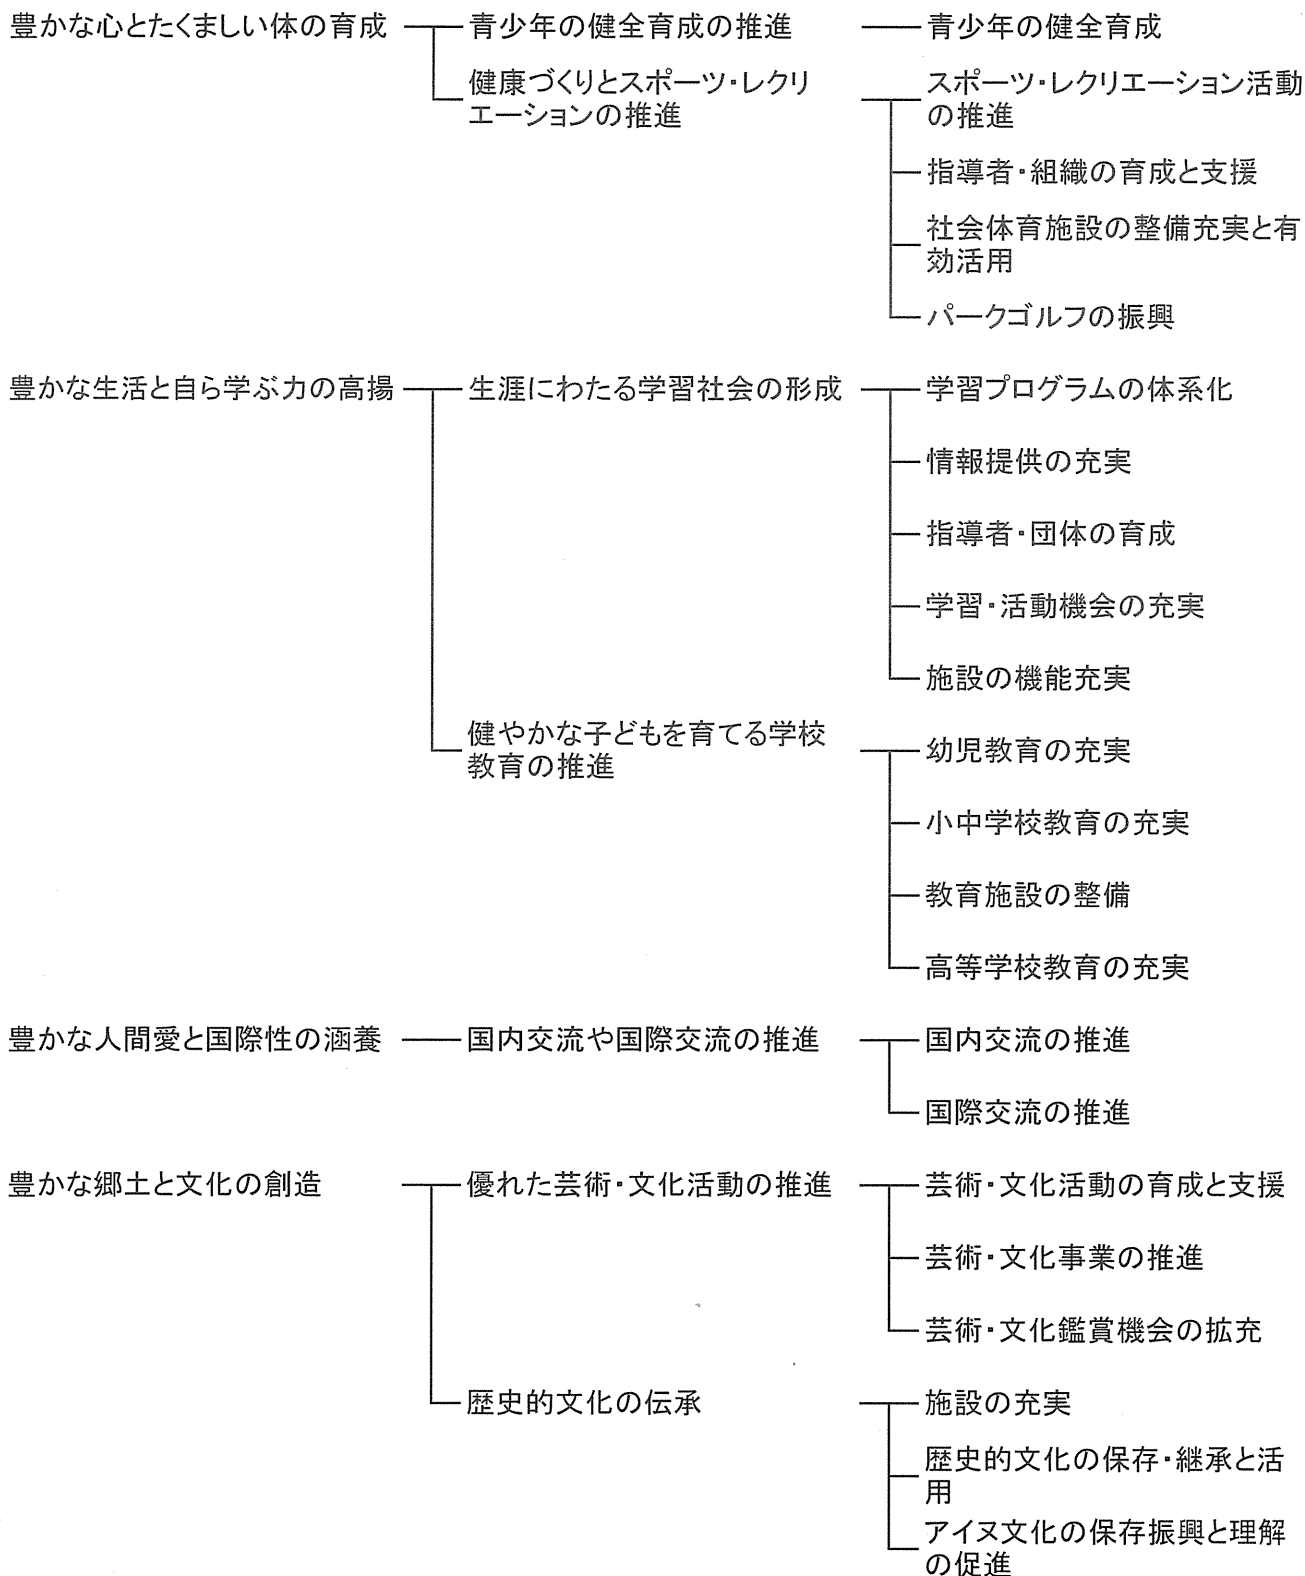 豊かな心とたくましい体の育成
青少年の健全育成の推進
青少年の健全育成
健康づくりとスポーツ・レクリ
エーションの推進
スポーツ・レクリエーション活動
の推進
指導者・組織の育成と支援
社会体育施設の整備充実と有
効活用
パークゴルフの振興
豊かな生活と自ら学ぶ力の高揚
生涯にわたる学習社会の形成
学習プログラムの体系化
情報提供の充実
指導者・団体の育成
学習・活動機会の充実
施設の機能充実
健やかな子どもを育てる学校
教育の推進
幼児教育の充実
小中学校教育の充実
教育施設の整備
高等学校教育の充実
豊かな人間愛と国際性の涵養
国内交流や国際交流の推進
国内交流の推進
国際交流の推進
豊かな郷土と文化の創造
優れた芸術・文化活動の推進
芸術・文化活動の育成と支援
芸術・文化事業の推進
芸術・文化鑑賞機会の拡充
歴史的文化の伝承
施設の充実
歴史的文化の保存・継承と活
用
アイヌ文化の保存振興と理解
の促進